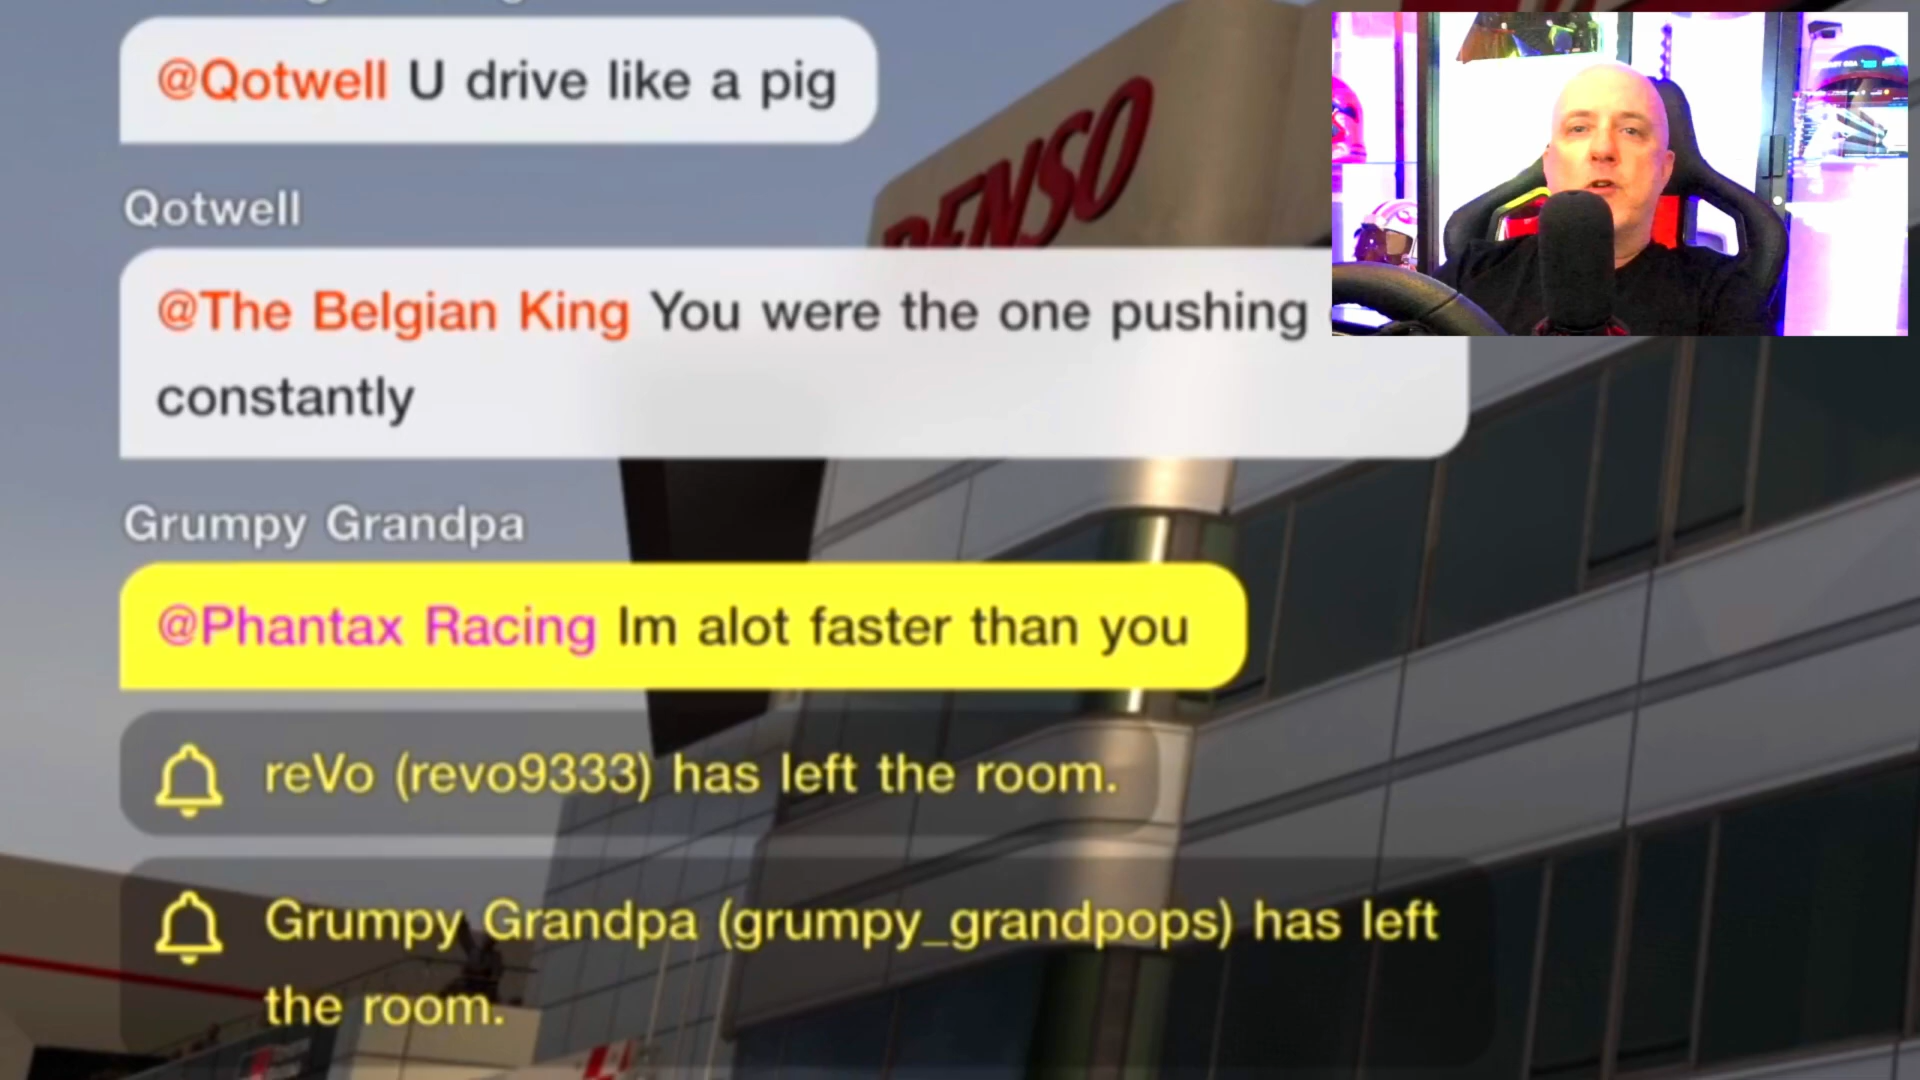 @Qotwell U drive like a pig
DENSO
Qotwell
@The Belgian King You were the one pushing
constantly
Grumpy Grandpa
@Phantax Racing Im alot faster than you
reVo (revo9333) has left the room.
Grumpy Grandpa (grumpy_grandpops) has left
the room.